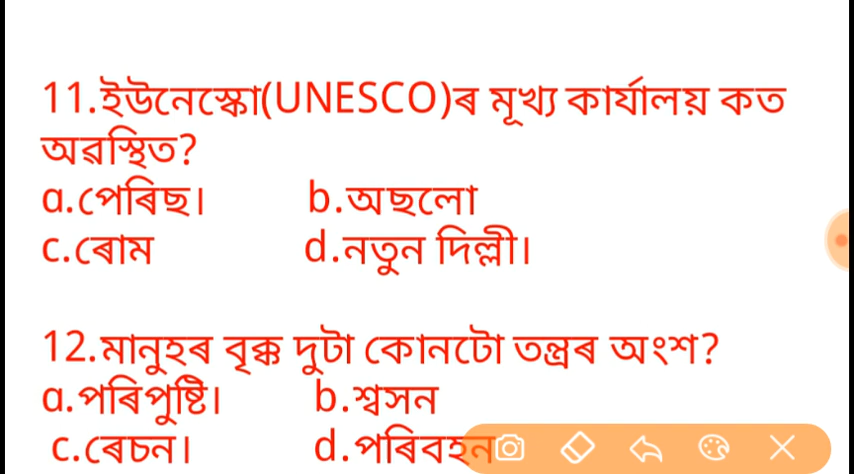 11.ইউনেস্কো(UNESCO)ৰ মূখ্য কাৰ্যালয় কত
অৱস্থিত?
a.পেৰিছ। b.অছলো
c.ৰোম d.নতুন দিল্লী।
12.মানুহৰ বৃক্ক দুটা কোনটো তন্ত্ৰৰ অংশ?
a.পৰিপুষ্টি। b.শ্বসন
c.ৰেচন। d.পৰিবহন